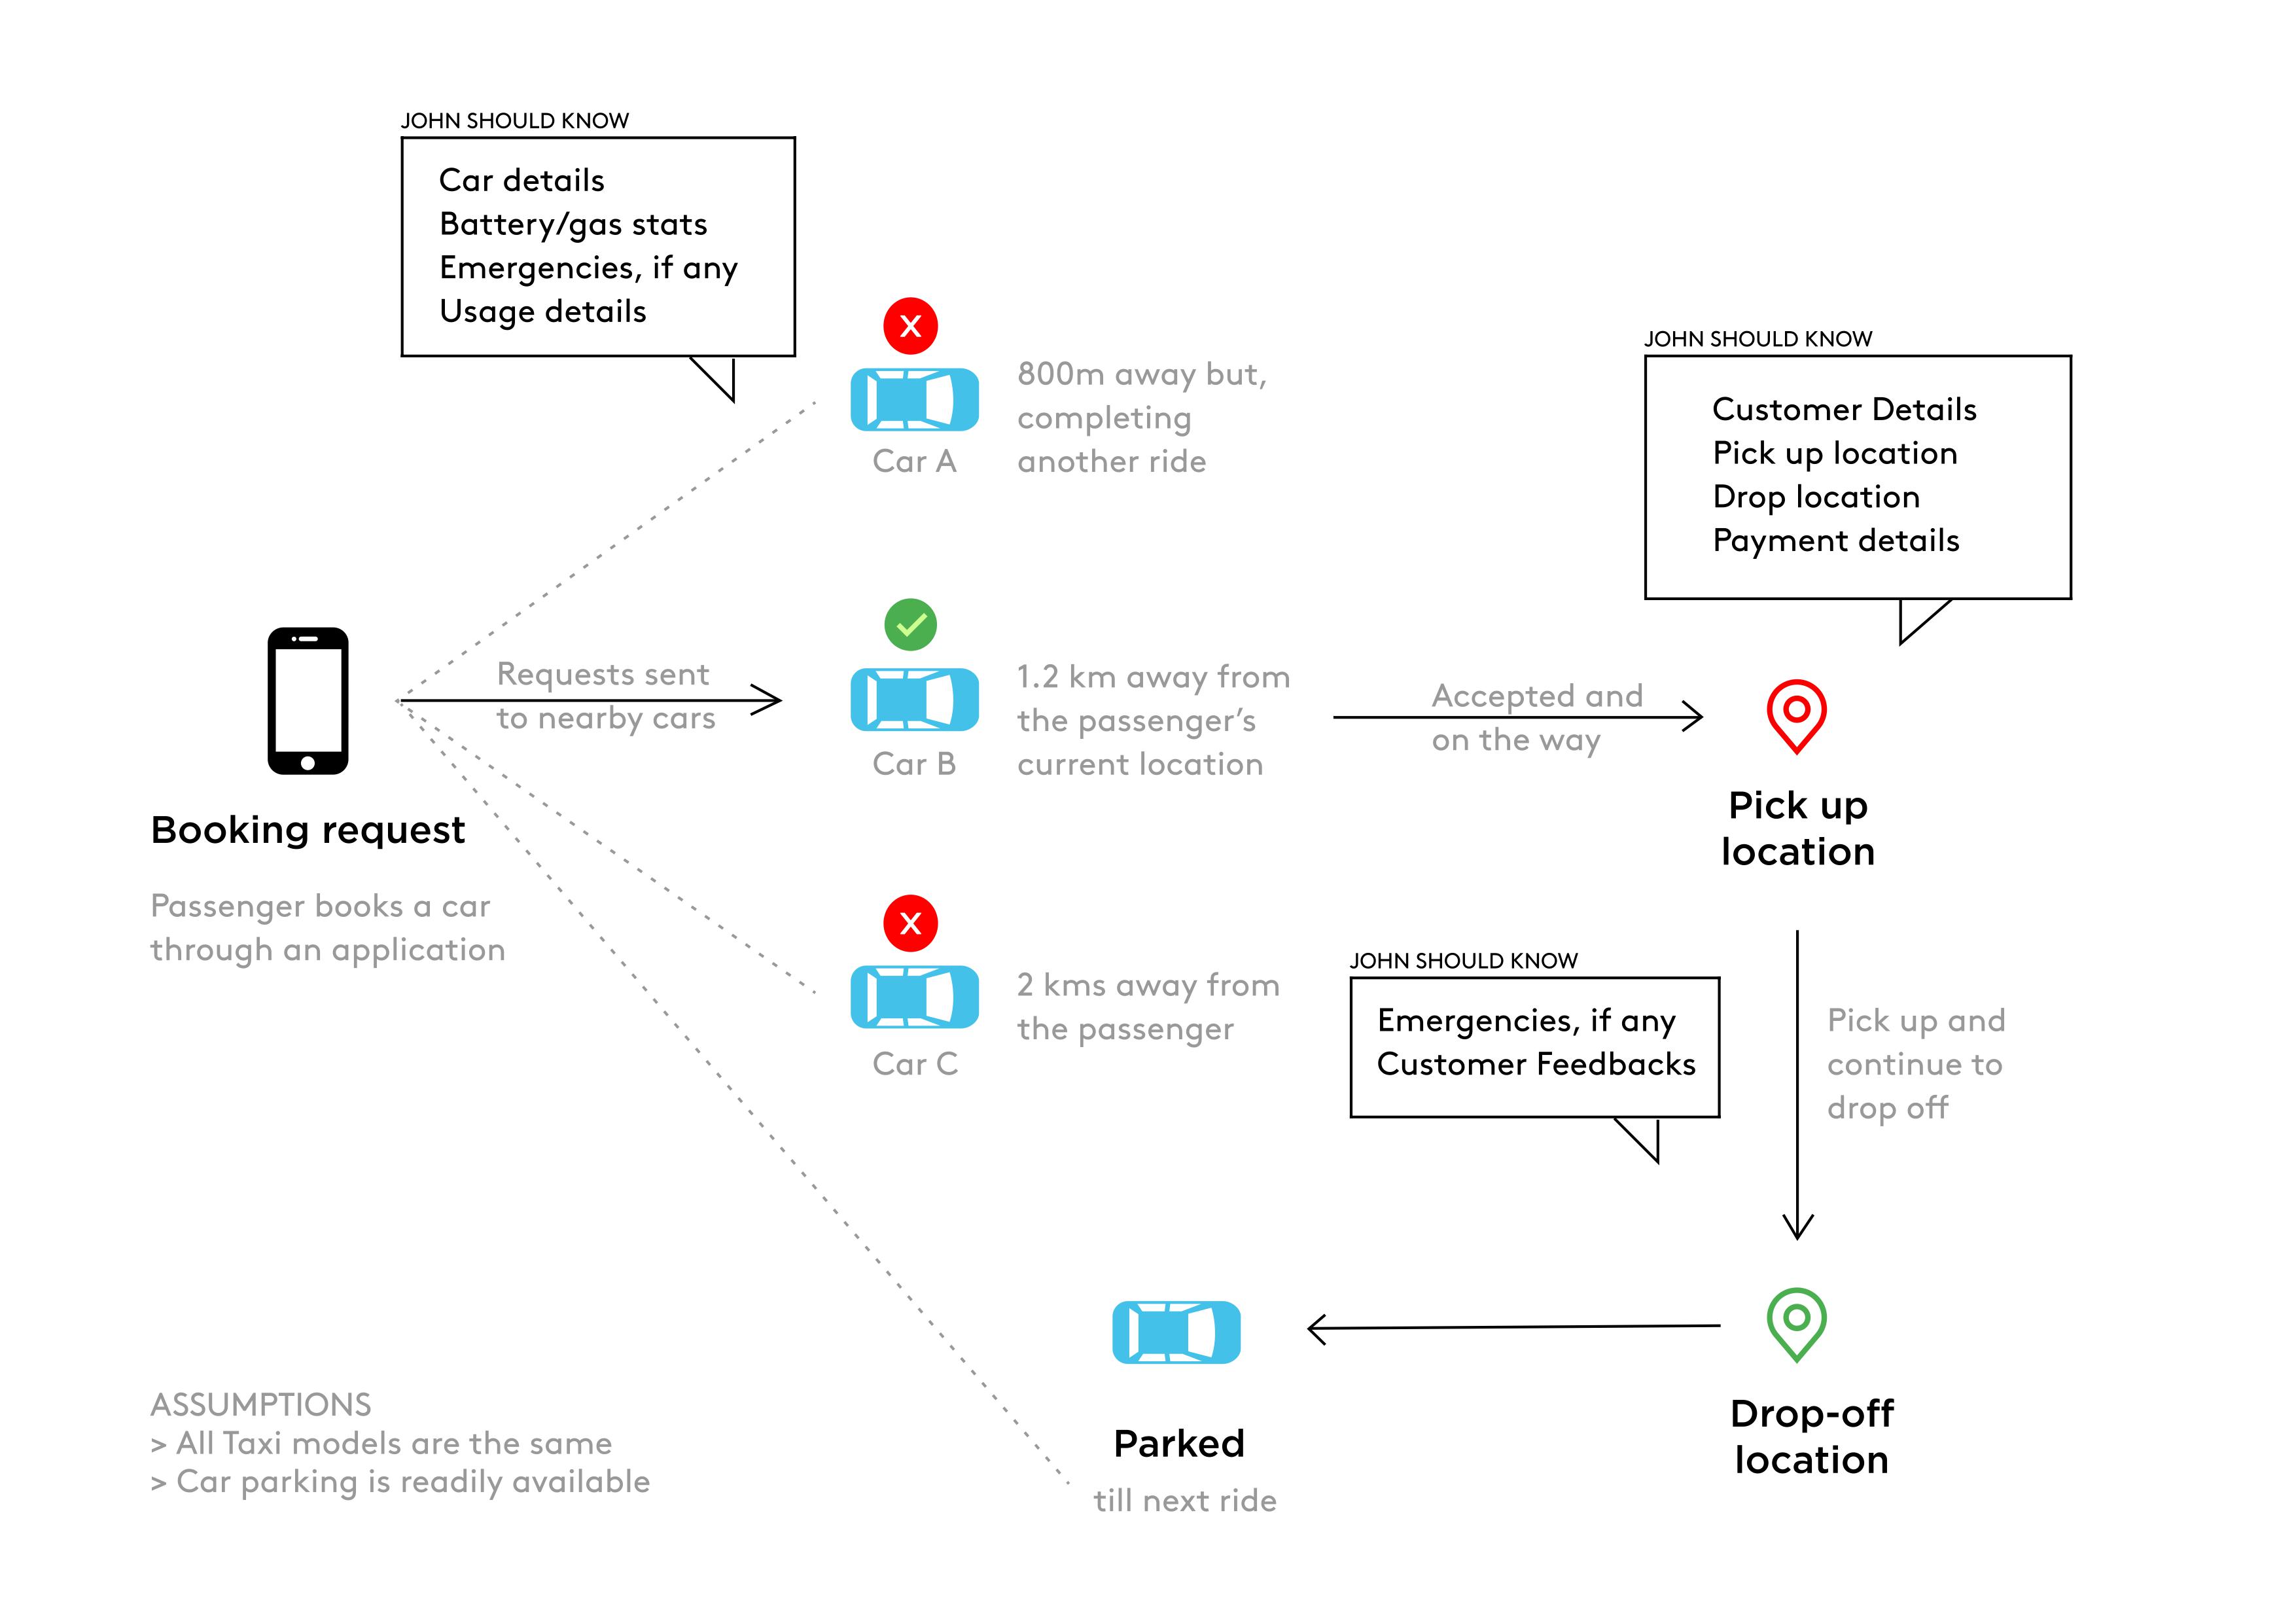 JOHN SHOULD KNOW
Car details
Battery/gas stats
Emergencies, if any
Usage details
X
800m away but,
completing
another ride
Car A
JOHN SHOULD KNOW
Customer Details
Pick up location
Drop location
Payment details
Requests sent
to nearby cars
1.2 km away from
the passenger's
current location
Car B
Accepted and
on the way
Pick up
location
Booking request
Passenger books a car
through an application
X
2 kms away from
the passenger
Car C
JOHN SHOULD KNOW
Emergencies, if any
Customer Feedbacks
Pick up and
continue to
drop off
Drop-off
location
Parked
till next ride
ASSUMPTIONS
> All Taxi models are the same
> Car parking is readily available